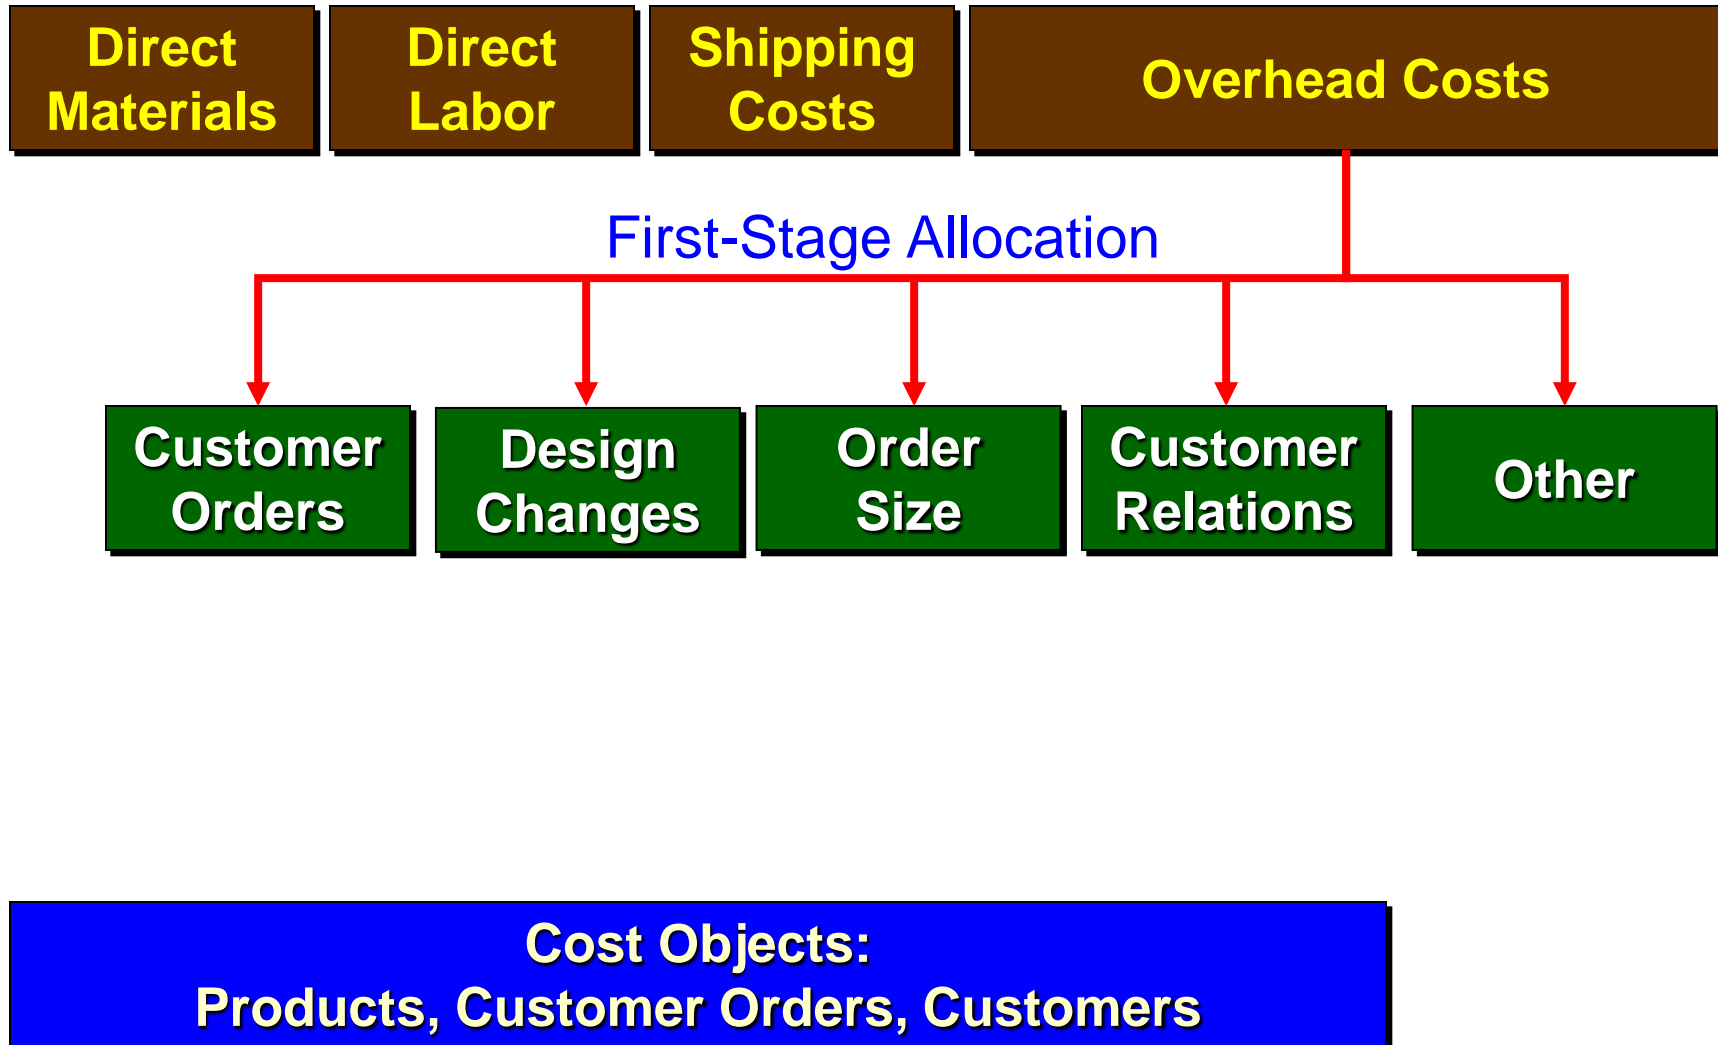 Direct
Materials
Direct
Labor
Shipping
Costs
Overhead Costs
First-Stage Allocation
Customer
Orders
Design
Changes
Order
Size
Customer
Relations
Other
Cost Objects:
Products, Customer Orders, Customers